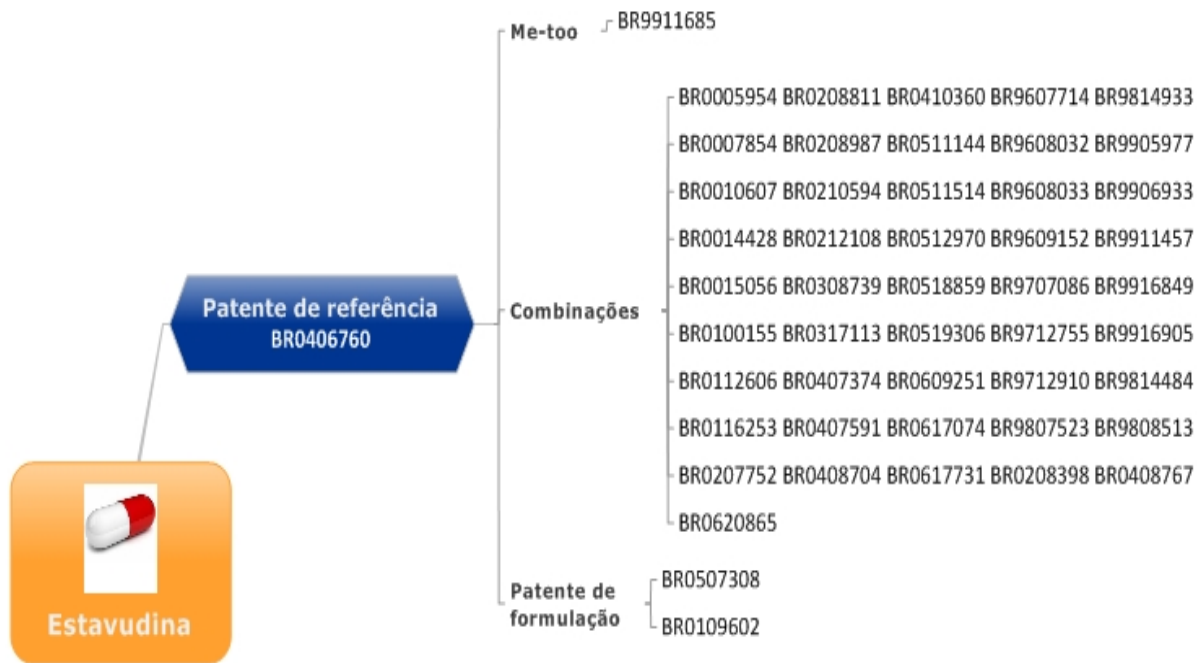 Me-too
BR9911685
BR0005954 BR0208811 BR0410360 BR9607714 BR9814933
BR0007854 BR0208987 BR0511144 BR9608032 BR9905977
BR0010607 BR0210594 BR0511514 BR9608033 BR9906933
BR0014428 BR0212108 BR0512970 BR9609152 BR9911457
BR0015056 BR0308739 BR0518859 BR9707086 BR9916849
Patente de referência
BR0406760
Combinações
BR0100155 BR0317113 BR0519306 BR9712755 BR9916905
BR0112606 BR0407374 BR0609251 BR9712910 BR9814484
BR0116253 BR0407591 BR0617074 BR9807523 BR9808513
BR0207752 BR0408704 BR0617731 BR0208398 BR0408767
BR0620865
Patente de
formulação
BR0507308
BR0109602
Estavudina